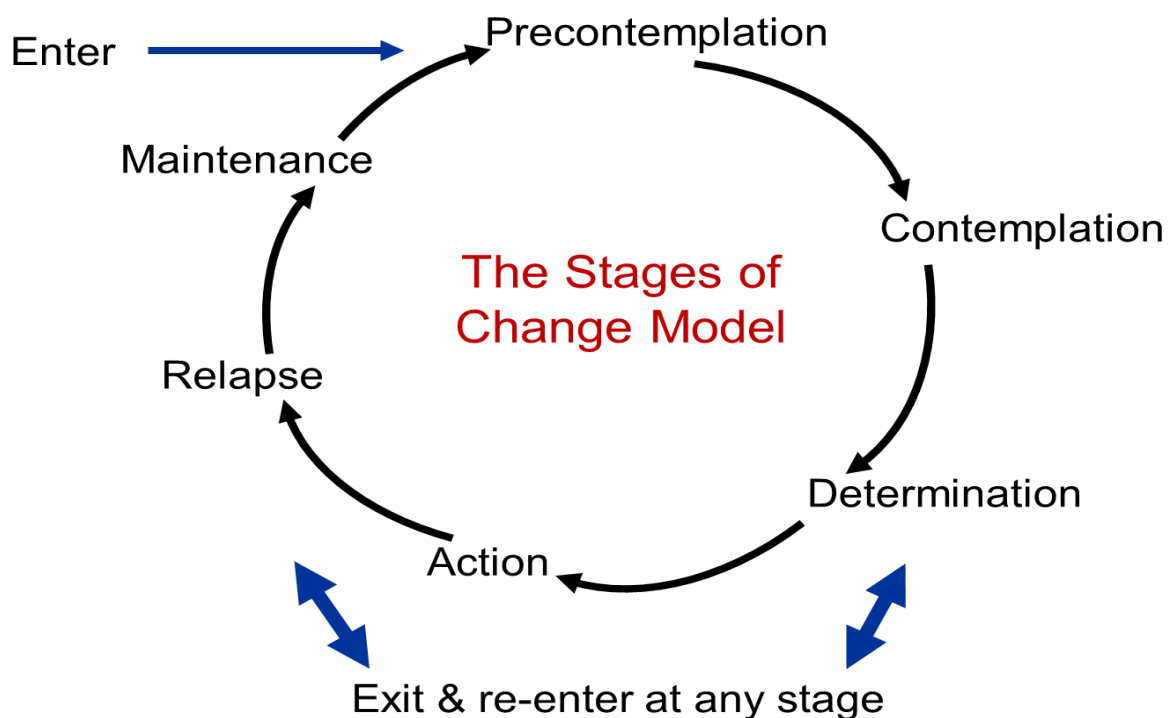 Enter
Precontemplation
Maintenance
Contemplation
The Stages of
Change Model
Relapse
Determination
Action
Exit & re-enter at any stage